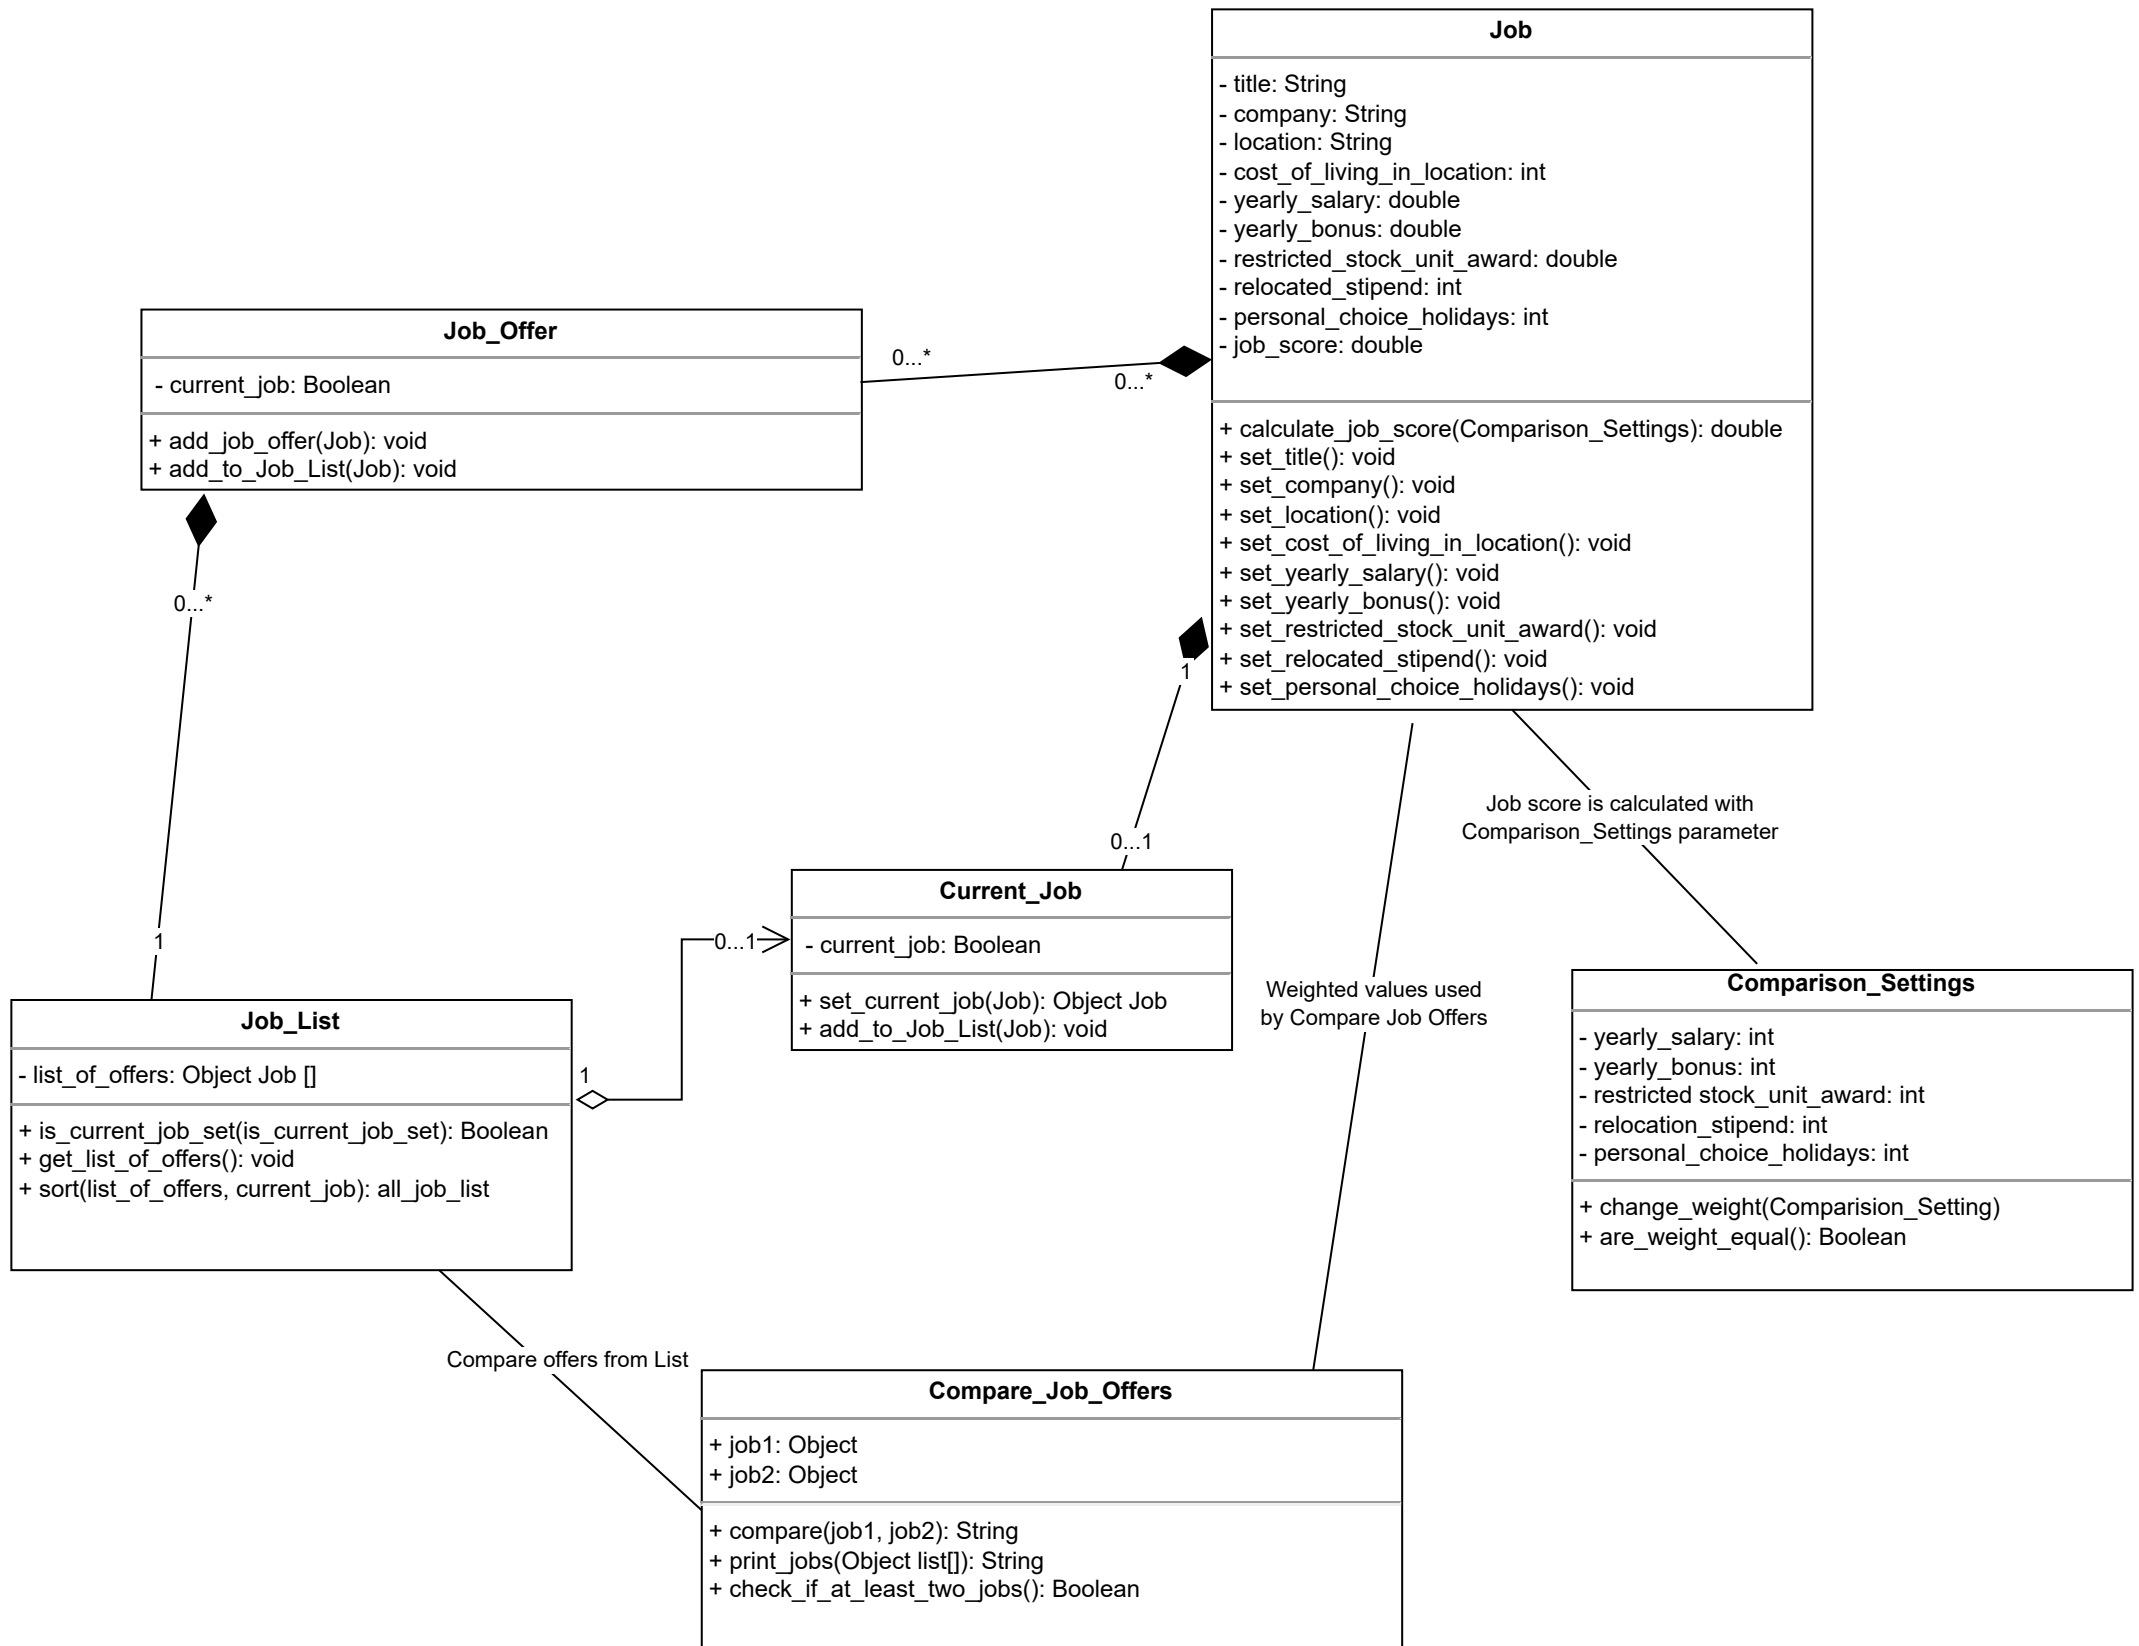 Job
- title: String
- company: String
- location: String
- cost_of_living_in_location: int
- yearly_salary: double
- yearly_bonus: double
- restricted_stock_unit_award: double
- relocated_stipend: int
- personal_choice_holidays: int
- job_score: double
+ calculate_job_score(Comparison_Settings): double
+ set_title(): void
+ set_company(): void
+ set_location(): void
+ set_cost_of_living_in_location(): void
+ set_yearly_salary(): void
+ set_yearly_bonus(): void
+ set_restricted_stock_unit_award(): void
+ set_relocated_stipend(): void
+ set_personal_choice_holidays(): void
Job_Offer
- current_job: Boolean
+ add_job_offer(Job): void
+ add_to_Job_List(Job): void
0...*
0...*
0...*
1
1
0...1
Job score is calculated with
Comparison_Settings parameter
Current_Job
- current_job: Boolean
+ set_current_job(Job): Object Job
+ add_to_Job_List(Job): void
0...1
1
Weighted values used
by Compare Job Offers
Comparison_Settings
- yearly_salary: int
- yearly_bonus: int
- restricted stock_unit_award: int
- relocation_stipend: int
- personal_choice_holidays: int
+ change_weight(Comparision_Setting)
+ are_weight_equal(): Boolean
Job_List
- list_of_offers: Object Job []
+ is_current_job_set(is_current_job_set): Boolean
+ get_list_of_offers(): void
+ sort(list_of_offers, current_job): all_job_list
Compare offers from List
Compare_Job_Offers
+ job1: Object
+ job2: Object
+ compare(job1, job2): String
+ print_jobs(Object list[]): String
+ check_if_at_least_two_jobs(): Boolean